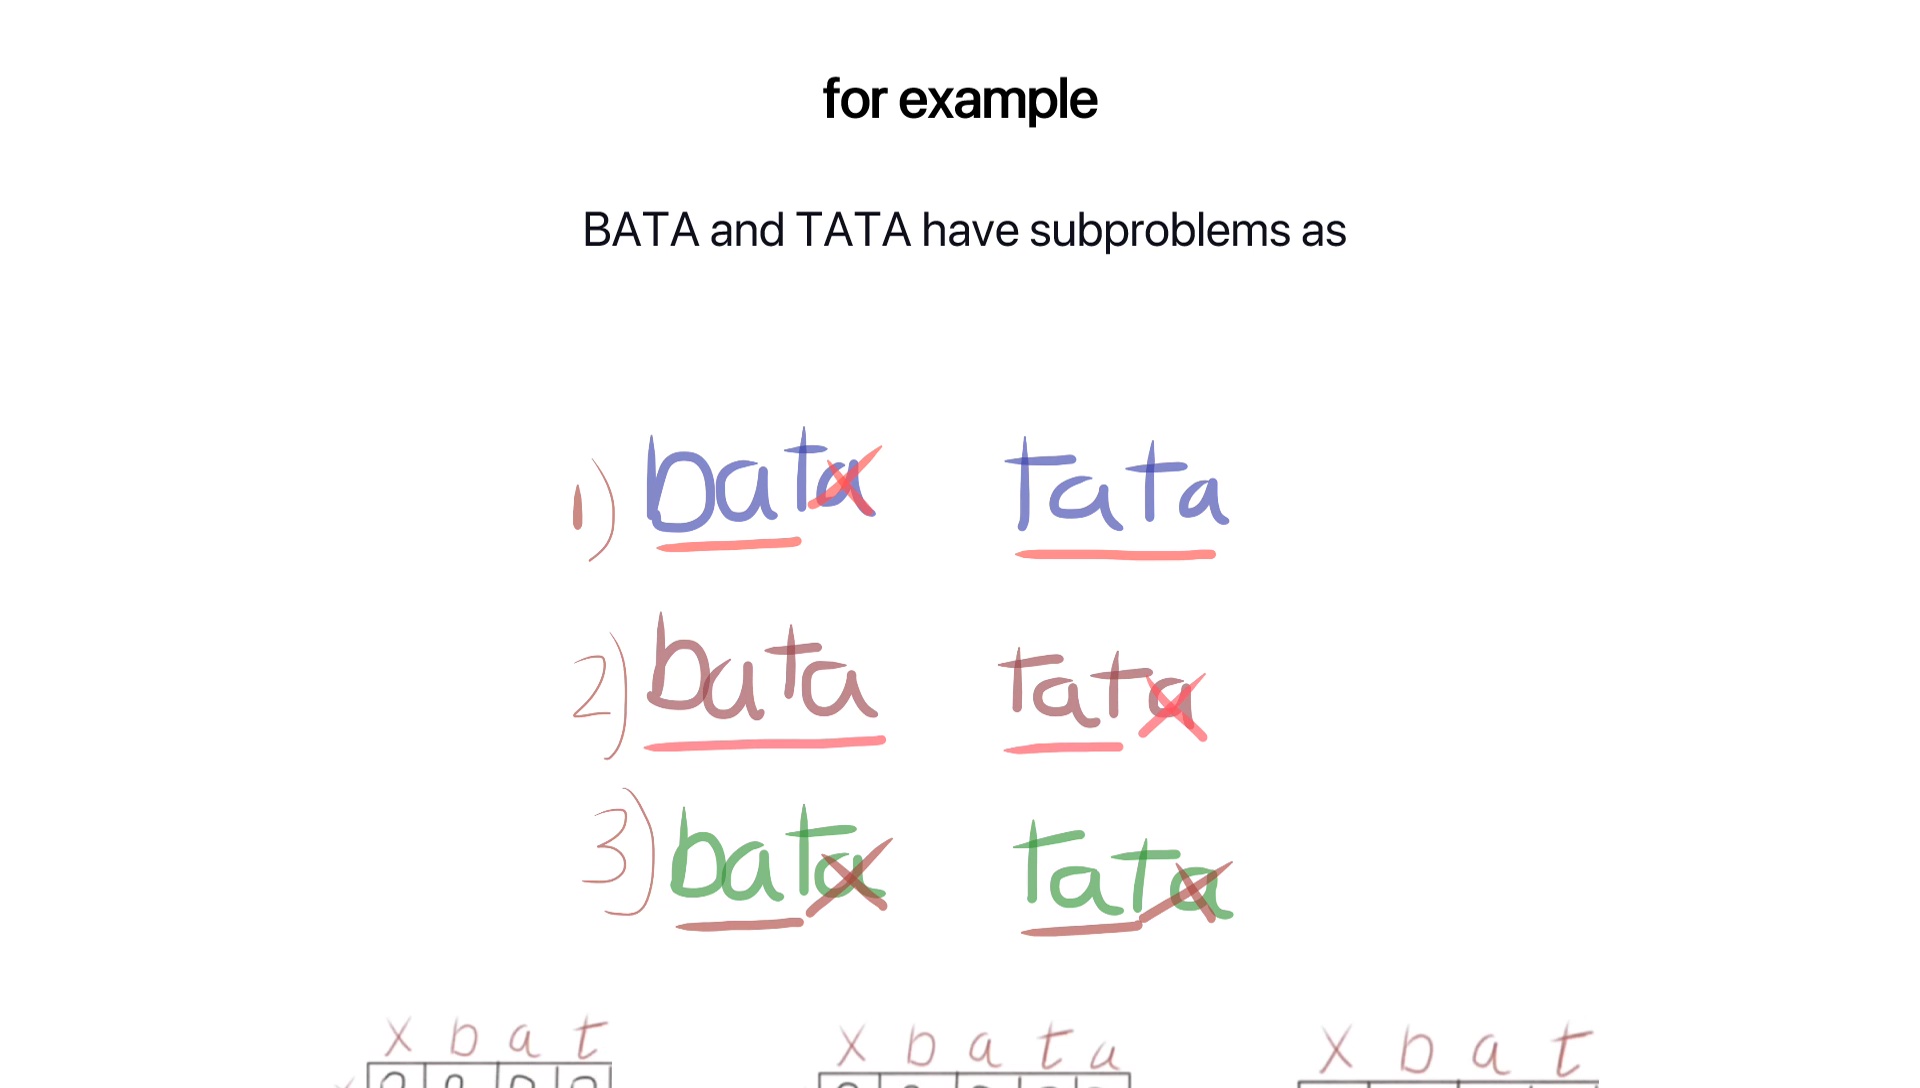 for example
BATA and TATA have subproblems as
1) bata tata
2) bata tata
3) bata tata
x b a t
x b a t a
x b a t